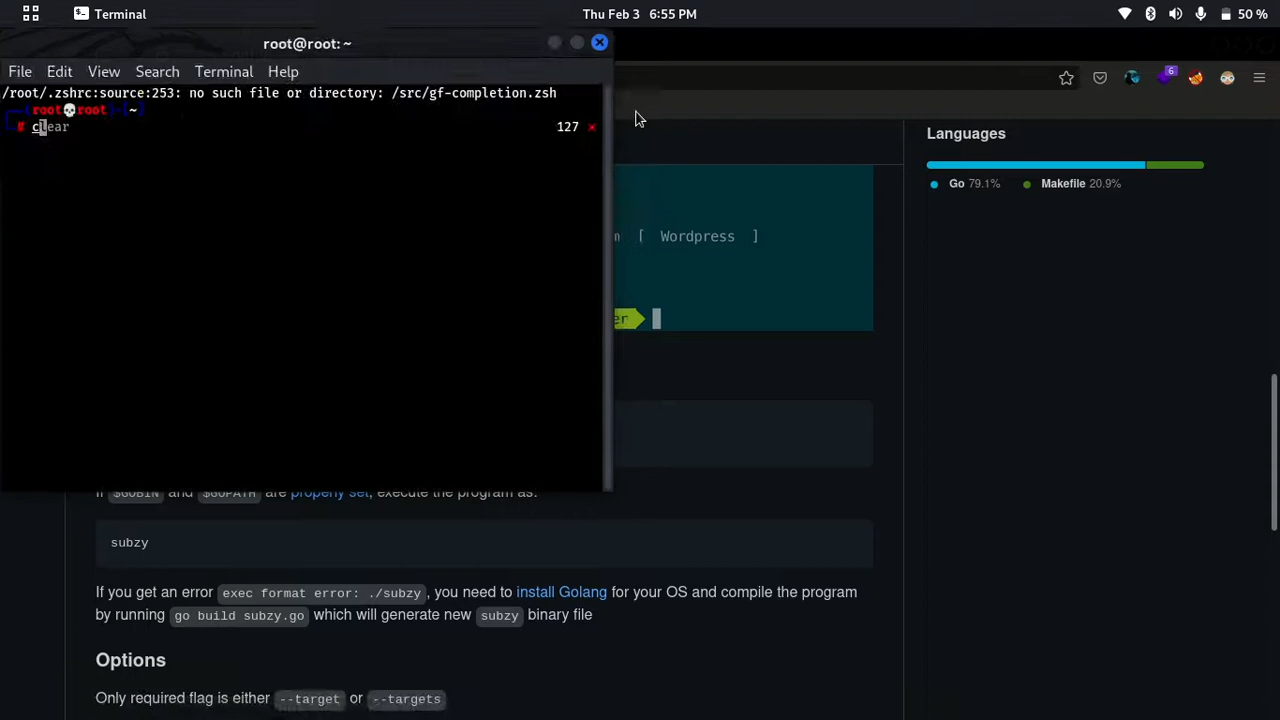 Terminal
Thu Feb 3 6:55 PM
50 %
root@root: ~
File Edit View Search Terminal Help
/root/.zshrc:source:253: no such file or directory: /src/gf-completion.zsh
(root💀root)-[~]
# clear
127 ✗
6
Languages
Go 79.1% Makefile 20.9%
[ Wordpress ]
er
If $GOBIN and $GOPATH are properly set, execute the program as:
subzy
If you get an error exec format error: ./subzy, you need to install Golang for your OS and compile the program
by running go build subzy.go which will generate new subzy binary file
Options
Only required flag is either --target or --targets